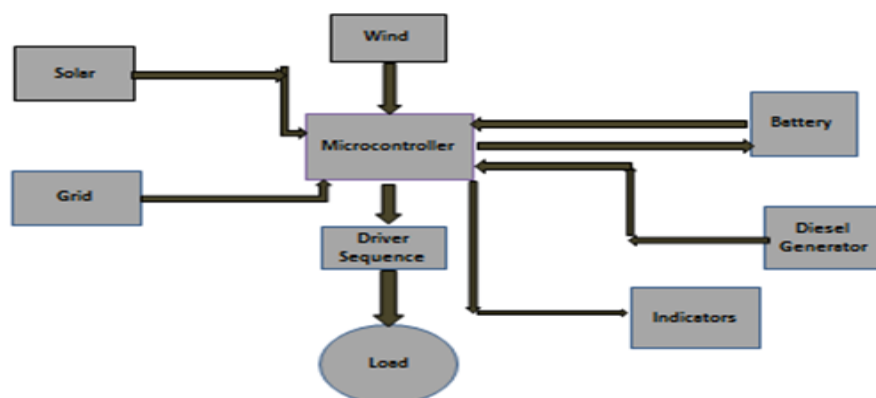 Wind
Solar
Battery
Microcontroller
Grid
Driver
Sequence
Diesel
Generator
Indicators
Load